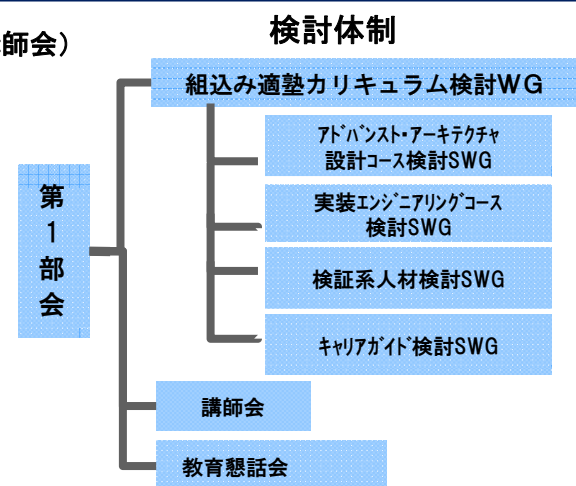 師会）
検討体制
組込み適塾カリキュラム検討ＷＧ
ｱﾄﾞﾊﾞﾝｽﾄ・ｱｰｷﾃｸﾁｬ
設計ｺｰｽ検討SWG
実装ｴﾝｼﾞﾆｱﾘﾝｸﾞｺｰｽ
検討SWG
検証系人材検討SWG
ｷｬﾘｱｶﾞｲﾄﾞ検討SWG
第
１
部
会
講師会
教育懇話会